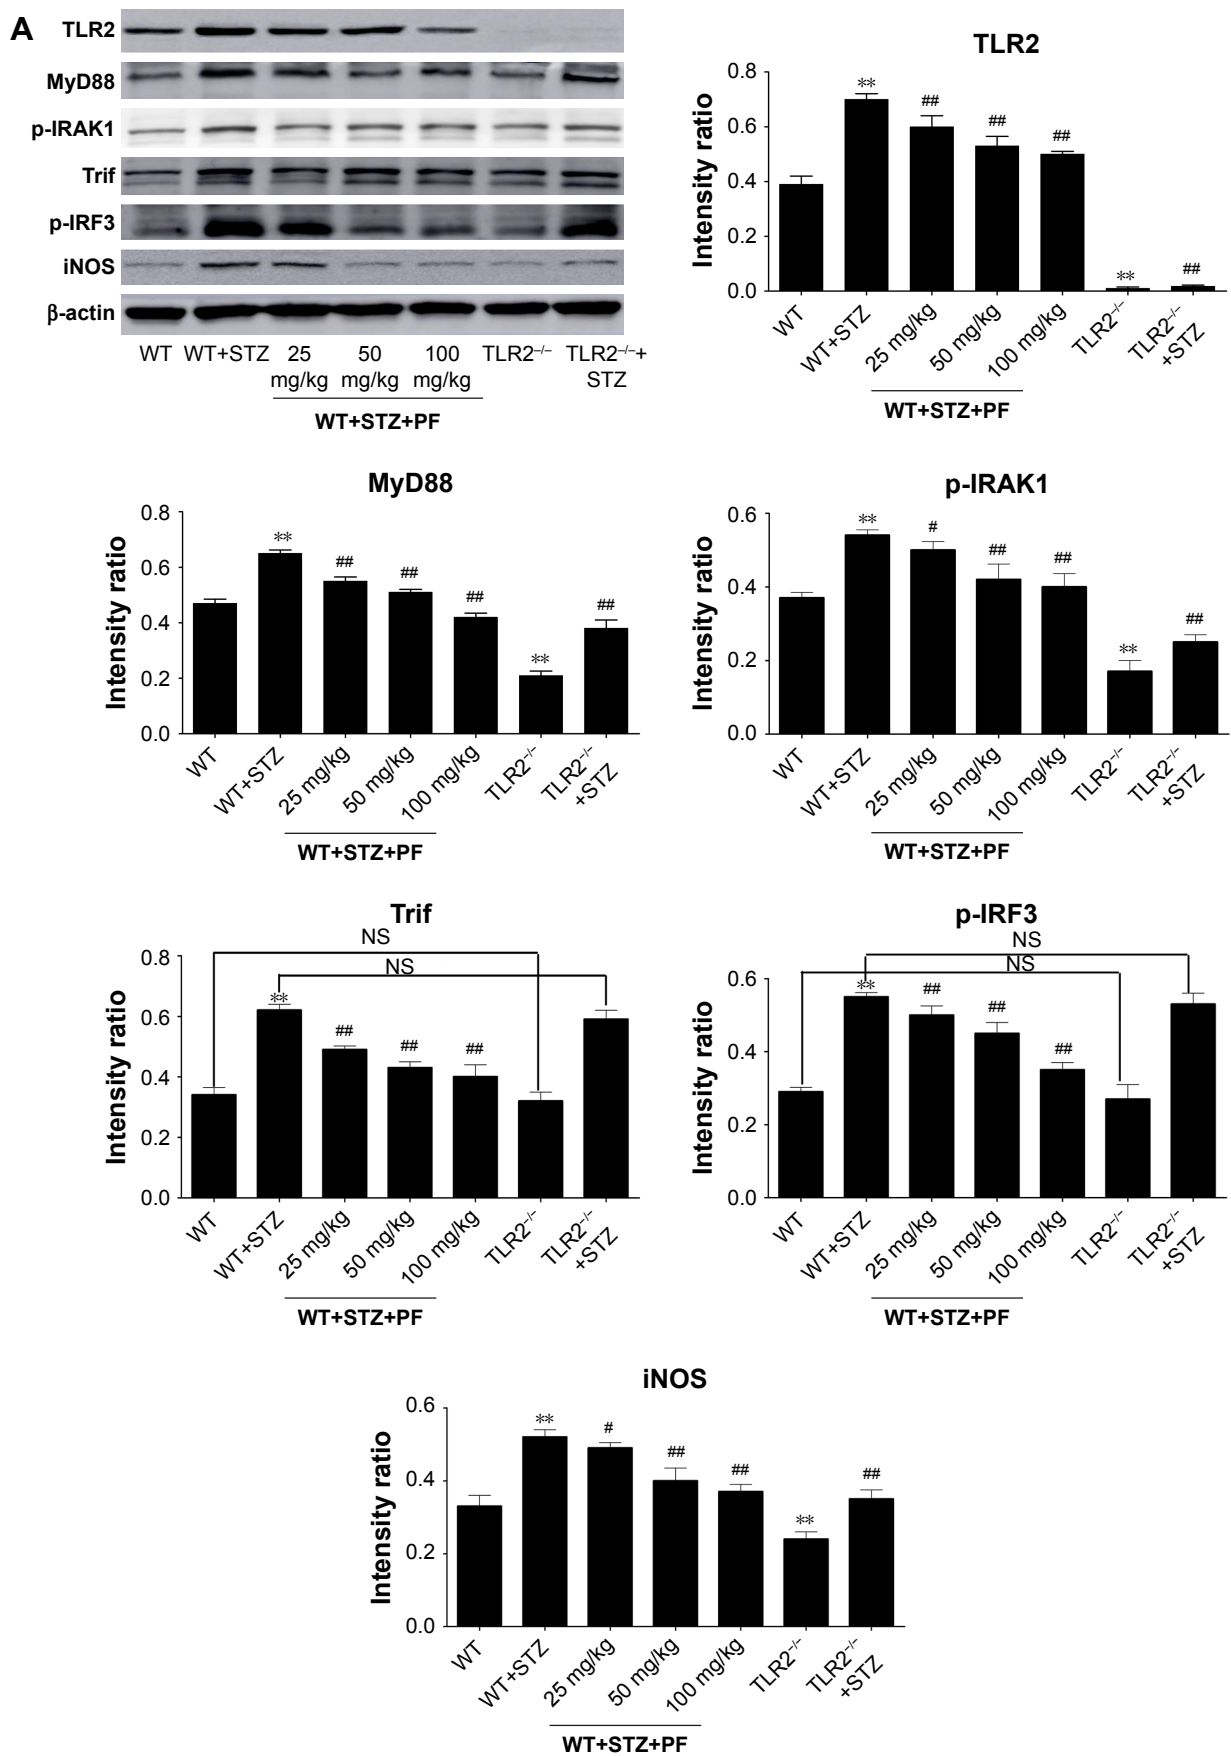 A
TLR2
MyD88
p-IRAK1
Trif
p-IRF3
iNOS
β-actin
WT WT+STZ 25 50 100 TLR2–/– TLR2–/–+
mg/kg mg/kg mg/kg STZ
WT+STZ+PF
TLR2
Intensity ratio
0.8
0.6
0.4
0.2
0.0
**
##
##
##
**
##
WT
WT+STZ
25 mg/kg
50 mg/kg
100 mg/kg
TLR2–/–
TLR2–/–
+STZ
WT+STZ+PF
MyD88
Intensity ratio
0.8
0.6
0.4
0.2
0.0
**
##
##
##
**
##
WT
WT+STZ
25 mg/kg
50 mg/kg
100 mg/kg
TLR2–/–
TLR2–/–
+STZ
WT+STZ+PF
p-IRAK1
Intensity ratio
0.6
0.4
0.2
0.0
**
#
##
##
**
##
WT
WT+STZ
25 mg/kg
50 mg/kg
100 mg/kg
TLR2–/–
TLR2–/–
+STZ
WT+STZ+PF
Trif
NS
NS
Intensity ratio
0.8
0.6
0.4
0.2
0.0
**
##
##
##
WT
WT+STZ
25 mg/kg
50 mg/kg
100 mg/kg
TLR2–/–
TLR2–/–
+STZ
WT+STZ+PF
p-IRF3
NS
NS
Intensity ratio
0.6
0.4
0.2
0.0
**
##
##
##
WT
WT+STZ
25 mg/kg
50 mg/kg
100 mg/kg
TLR2–/–
TLR2–/–
+STZ
WT+STZ+PF
iNOS
Intensity ratio
0.6
0.4
0.2
0.0
**
#
##
##
**
##
WT
WT+STZ
25 mg/kg
50 mg/kg
100 mg/kg
TLR2–/–
TLR2–/–
+STZ
WT+STZ+PF